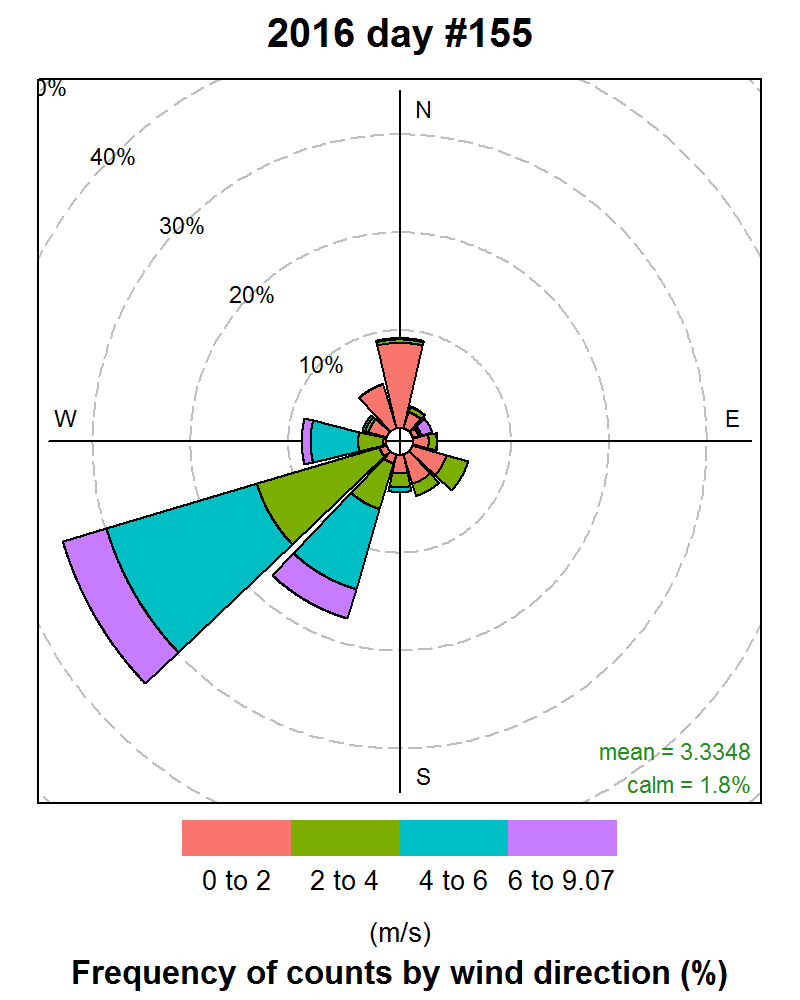 2016 day #155
0%
N
40%
30%
20%
10%
W
E
S
mean = 3.3348
calm = 1.8%
0 to 2 2 to 4 4 to 6 6 to 9.07
(m/s)
Frequency of counts by wind direction (%)